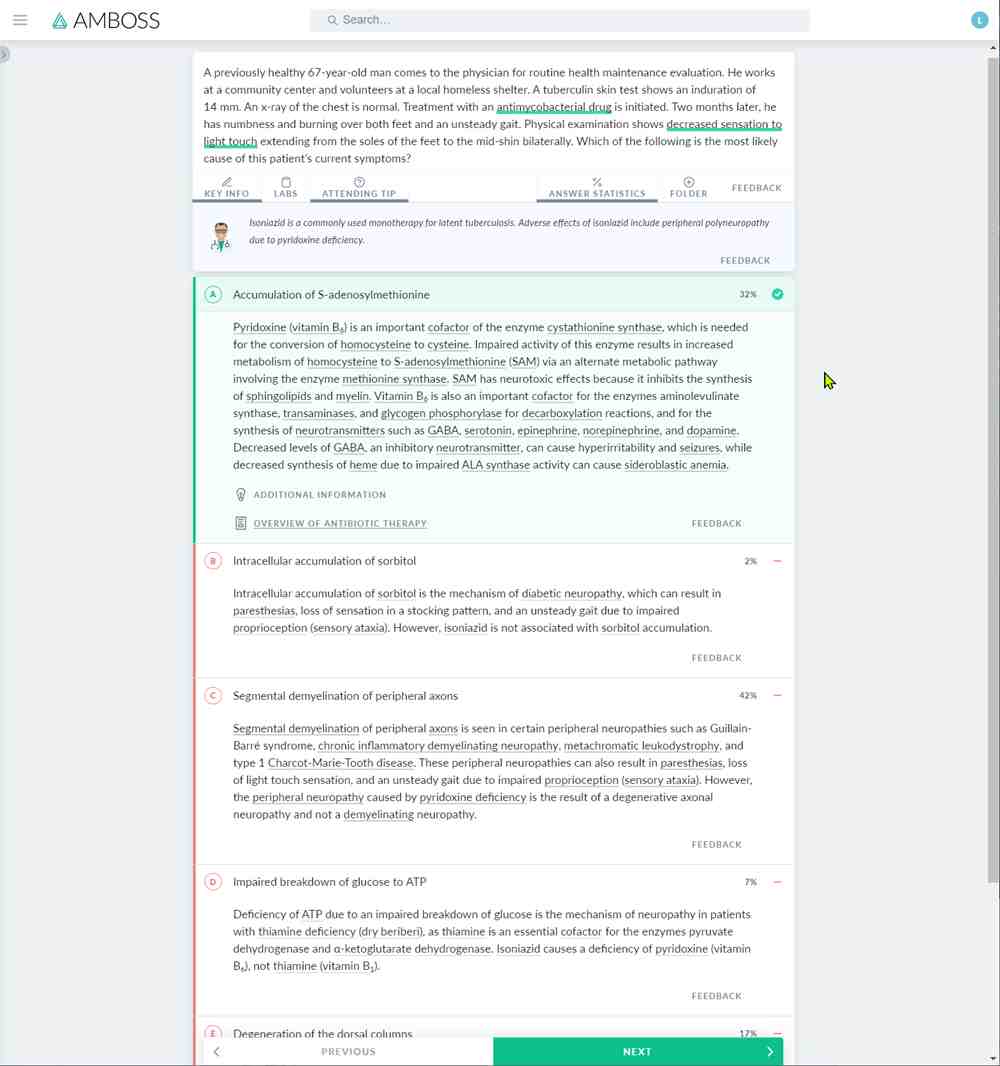 AMBOSS
Search...
L
A previously healthy 67-year-old man comes to the physician for routine health maintenance evaluation. He works
at a community center and volunteers at a local homeless shelter. A tuberculin skin test shows an induration of
14 mm. An x-ray of the chest is normal. Treatment with an antimycobacterial drug is initiated. Two months later, he
has numbness and burning over both feet and an unsteady gait. Physical examination shows decreased sensation to
light touch extending from the soles of the feet to the mid-shin bilaterally. Which of the following is the most likely
cause of this patient's current symptoms?
KEY INFO LABS ATTENDING TIP ANSWER STATISTICS FOLDER FEEDBACK
Isoniazid is a commonly used monotherapy for latent tuberculosis. Adverse effects of isoniazid include peripheral polyneuropathy
due to pyridoxine deficiency.
FEEDBACK
A Accumulation of S-adenosylmethionine 32%
Pyridoxine (vitamin B6) is an important cofactor of the enzyme cystathionine synthase, which is needed
for the conversion of homocysteine to cysteine. Impaired activity of this enzyme results in increased
metabolism of homocysteine to S-adenosylmethionine (SAM) via an alternate metabolic pathway
involving the enzyme methionine synthase. SAM has neurotoxic effects because it inhibits the synthesis
of sphingolipids and myelin. Vitamin B6 is also an important cofactor for the enzymes aminolevulinate
synthase, transaminases, and glycogen phosphorylase for decarboxylation reactions, and for the
synthesis of neurotransmitters such as GABA, serotonin, epinephrine, norepinephrine, and dopamine.
Decreased levels of GABA, an inhibitory neurotransmitter, can cause hyperirritability and seizures, while
decreased synthesis of heme due to impaired ALA synthase activity can cause sideroblastic anemia.
ADDITIONAL INFORMATION
OVERVIEW OF ANTIBIOTIC THERAPY FEEDBACK
B Intracellular accumulation of sorbitol 2%
Intracellular accumulation of sorbitol is the mechanism of diabetic neuropathy, which can result in
paresthesias, loss of sensation in a stocking pattern, and an unsteady gait due to impaired
proprioception (sensory ataxia). However, isoniazid is not associated with sorbitol accumulation.
FEEDBACK
C Segmental demyelination of peripheral axons 42%
Segmental demyelination of peripheral axons is seen in certain peripheral neuropathies such as Guillain-
Barré syndrome, chronic inflammatory demyelinating neuropathy, metachromatic leukodystrophy, and
type 1 Charcot-Marie-Tooth disease. These peripheral neuropathies can also result in paresthesias, loss
of light touch sensation, and an unsteady gait due to impaired proprioception (sensory ataxia). However,
the peripheral neuropathy caused by pyridoxine deficiency is the result of a degenerative axonal
neuropathy and not a demyelinating neuropathy.
FEEDBACK
D Impaired breakdown of glucose to ATP 7%
Deficiency of ATP due to an impaired breakdown of glucose is the mechanism of neuropathy in patients
with thiamine deficiency (dry beriberi), as thiamine is an essential cofactor for the enzymes pyruvate
dehydrogenase and α-ketoglutarate dehydrogenase. Isoniazid causes a deficiency of pyridoxine (vitamin
B6), not thiamine (vitamin B1).
FEEDBACK
E Degeneration of the dorsal columns 17%
PREVIOUS NEXT